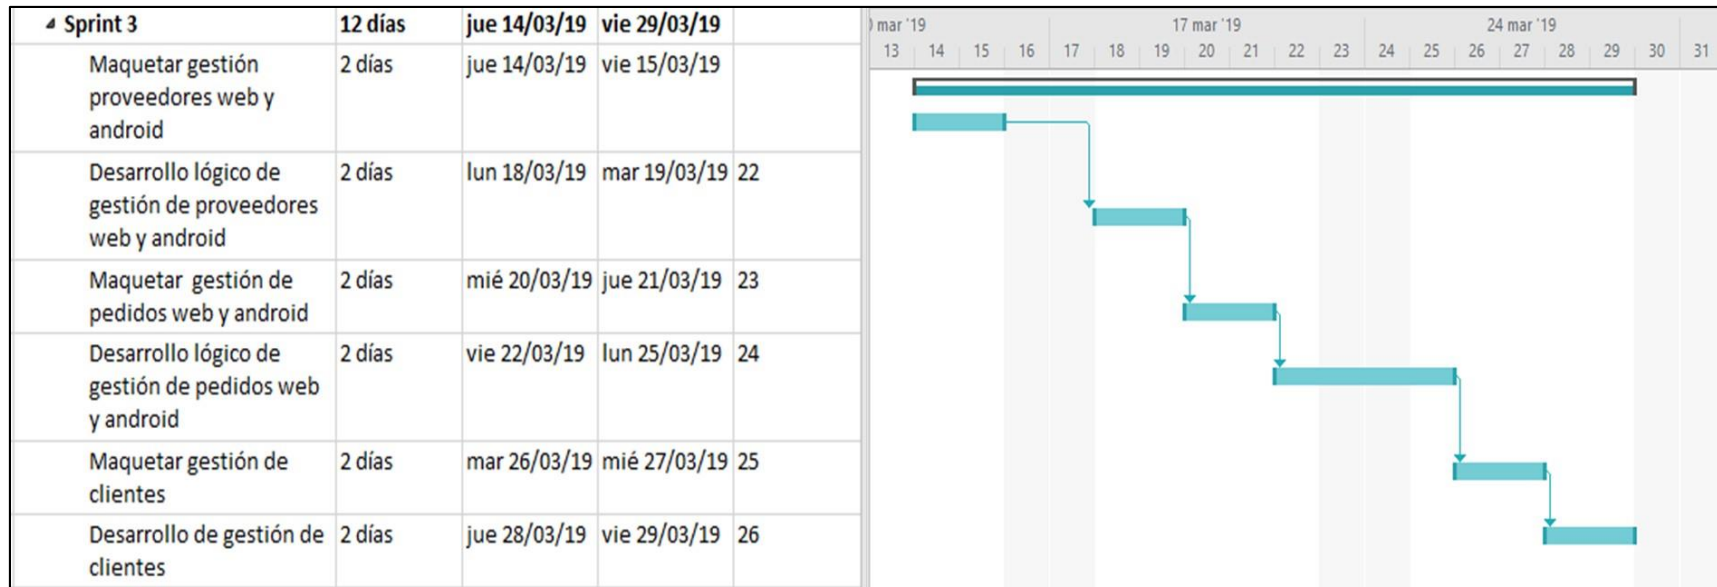 Sprint 3 12 días jue 14/03/19 vie 29/03/19
Maquetar gestión 2 días jue 14/03/19 vie 15/03/19
proveedores web y
android
Desarrollo lógico de 2 días lun 18/03/19 mar 19/03/19 22
gestión de proveedores
web y android
Maquetar gestión de 2 días mié 20/03/19 jue 21/03/19 23
pedidos web y android
Desarrollo lógico de 2 días vie 22/03/19 lun 25/03/19 24
gestión de pedidos web
y android
Maquetar gestión de 2 días mar 26/03/19 mié 27/03/19 25
clientes
Desarrollo de gestión de 2 días jue 28/03/19 vie 29/03/19 26
clientes
mar '19 17 mar '19 24 mar '19
13 14 15 16 17 18 19 20 21 22 23 24 25 26 27 28 29 30 31